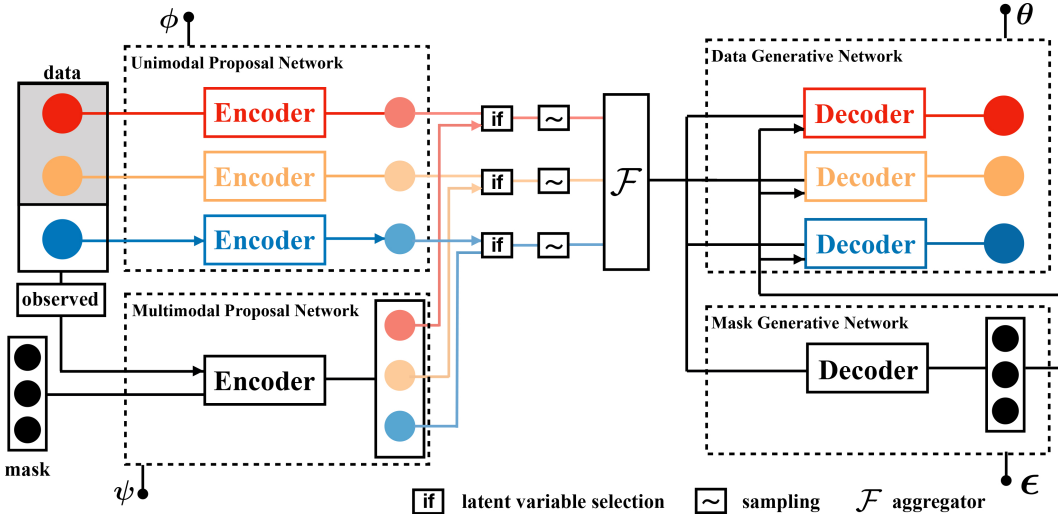 ϕ
θ
Unimodal Proposal Network
Data Generative Network
data
Encoder
if
~
Decoder
Encoder
if
~
F
Decoder
Encoder
if
~
Decoder
observed
Multimodal Proposal Network
Mask Generative Network
Encoder
Decoder
mask
ψ
ϵ
if latent variable selection ~ sampling F aggregator